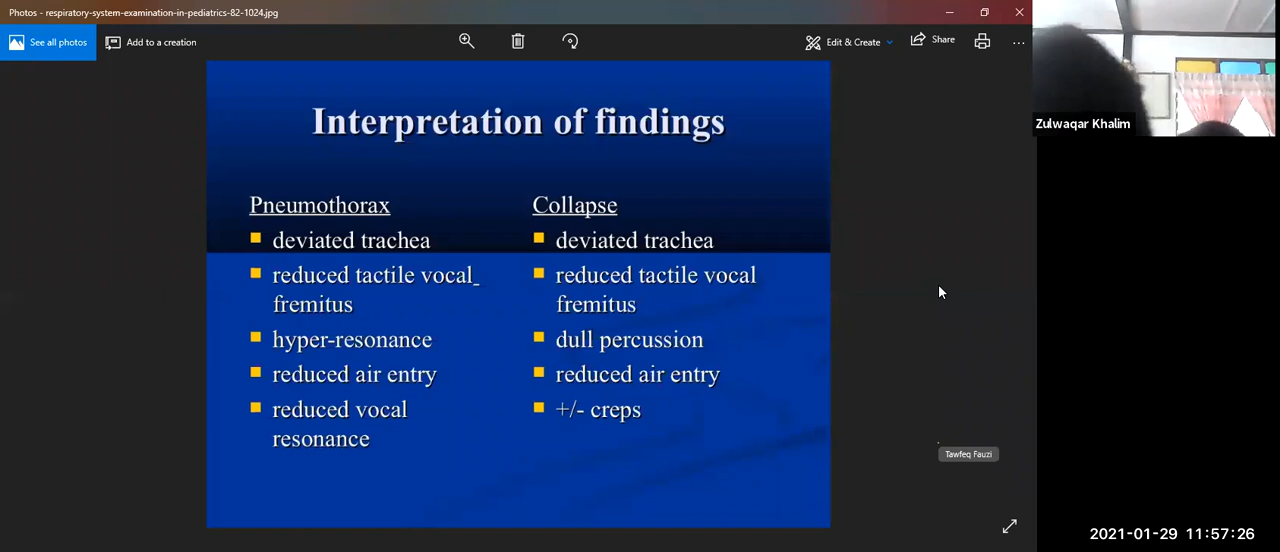 Photos - respiratory-system-examination-in-pediatrics-82-1024.jpg
See all photos
Add to a creation
Edit & Create
Share
Zulwaqar Khalim
Interpretation of findings
Pneumothorax
deviated trachea
reduced tactile vocal_
fremitus
hyper-resonance
reduced air entry
reduced vocal
resonance
Collapse
deviated trachea
reduced tactile vocal
fremitus
dull percussion
reduced air entry
+/- creps
Tawfeq Fauzi
2021-01-29 11:57:26